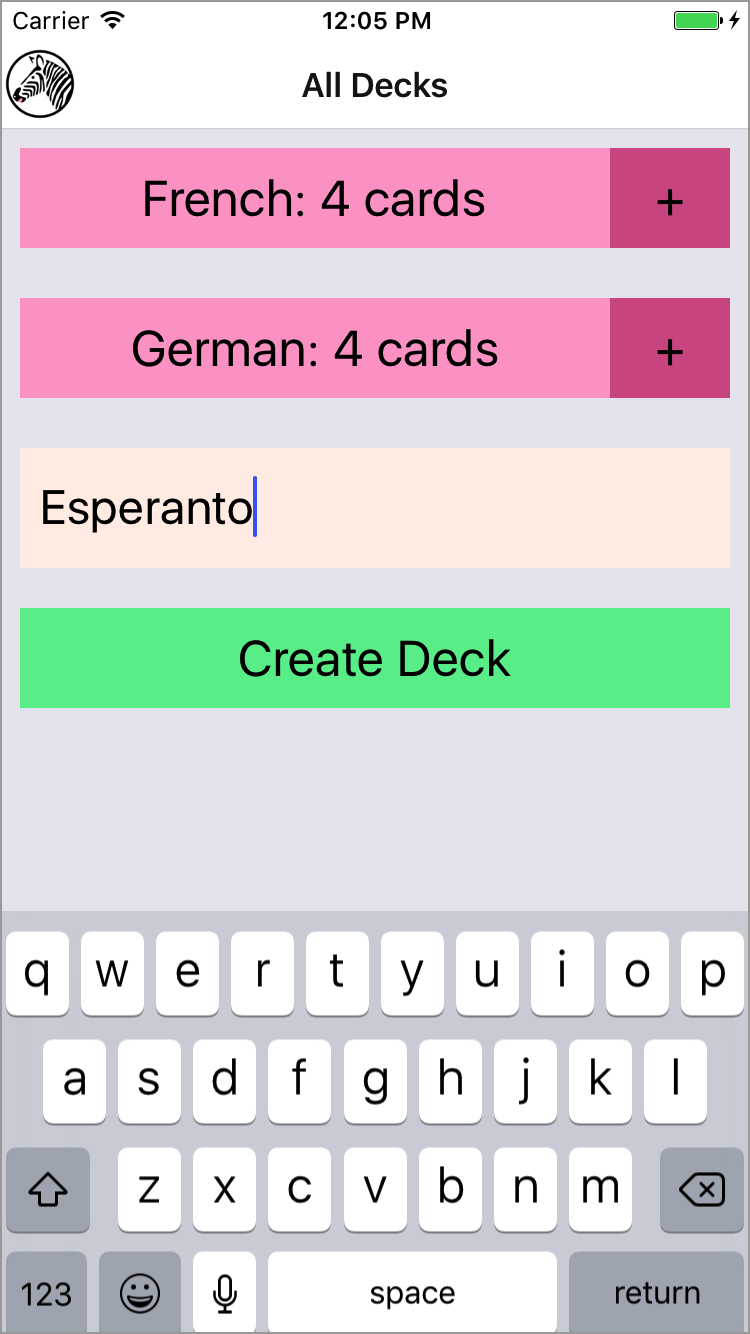 Carrier 12:05 PM
All Decks
French: 4 cards +
German: 4 cards +
Esperanto
Create Deck
q w e r t y u i o p
a s d f g h j k l
z x c v b n m
123 space return